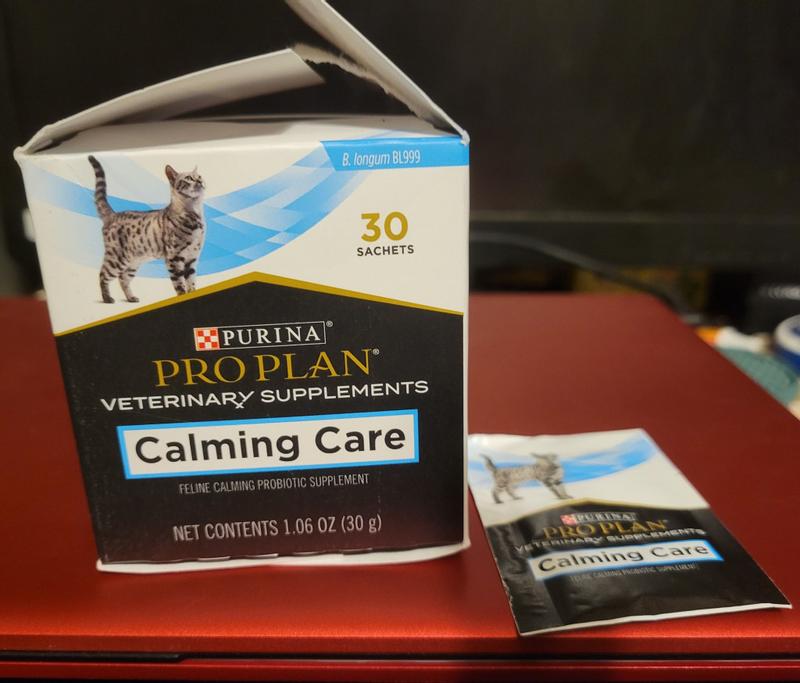 B. longum BL999
30
SACHETS
PURINA®
PRO PLAN®
VETERINARY SUPPLEMENTS
Calming Care
FELINE CALMING PROBIOTIC SUPPLEMENT
NET CONTENTS 1.06 OZ (30 g)
PURINA
PRO PLAN
VETERINARY SUPPLEMENTS
Calming Care
FELINE CALMING PROBIOTIC SUPPLEMENT